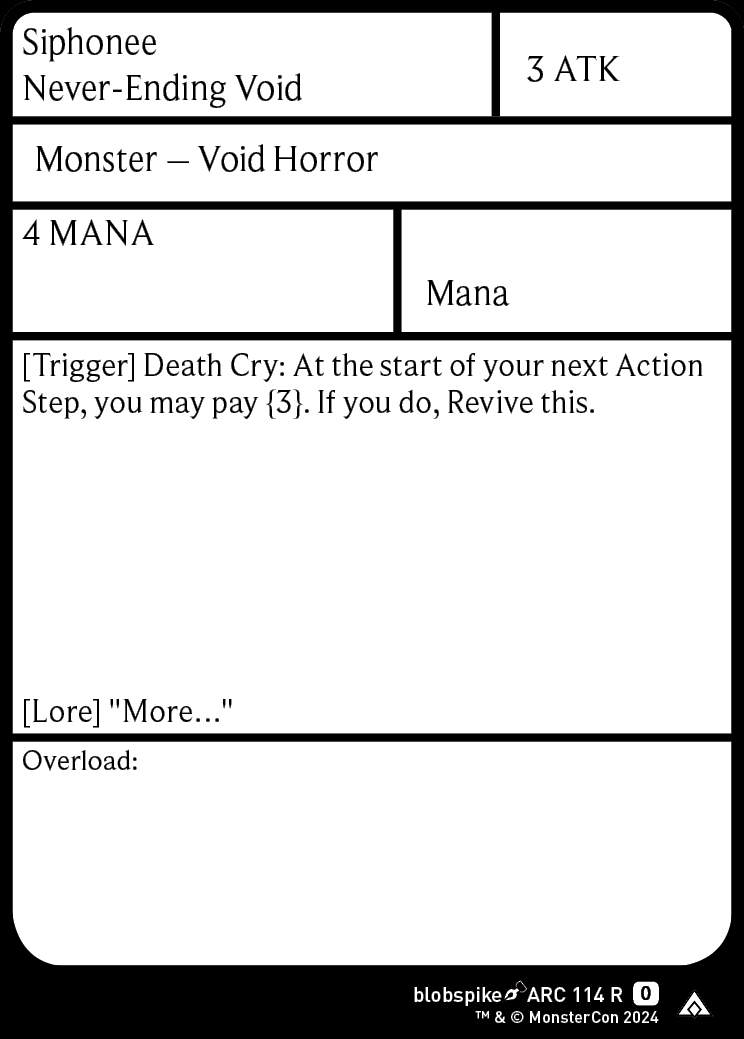 Siphonee
Never-Ending Void
3 ATK
Monster – Void Horror
4 MANA
Mana
[Trigger] Death Cry: At the start of your next Action
Step, you may pay {3}. If you do, Revive this.
[Lore] "More..."
Overload:
blobspike ARC 114 R 0
™ & © MonsterCon 2024